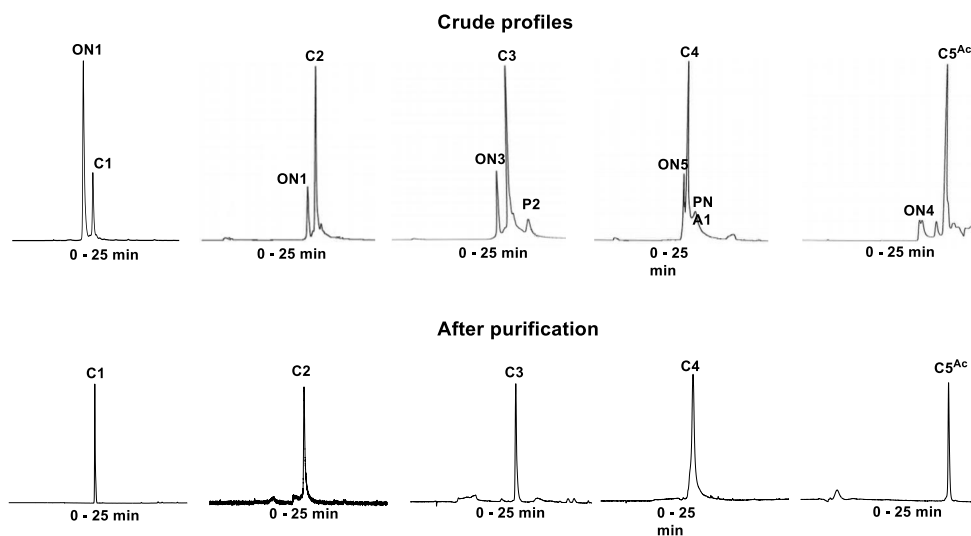 Crude profiles
ON1
C1
0 - 25 min
C2
ON1
0 - 25 min
C3
ON3
P2
0 - 25 min
C4
ON5
PN
A1
0 - 25
min
C5Ac
ON4
0 - 25 min
After purification
C1
0 - 25 min
C2
0 - 25 min
C3
0 - 25 min
C4
0 - 25
min
C5Ac
0 - 25 min